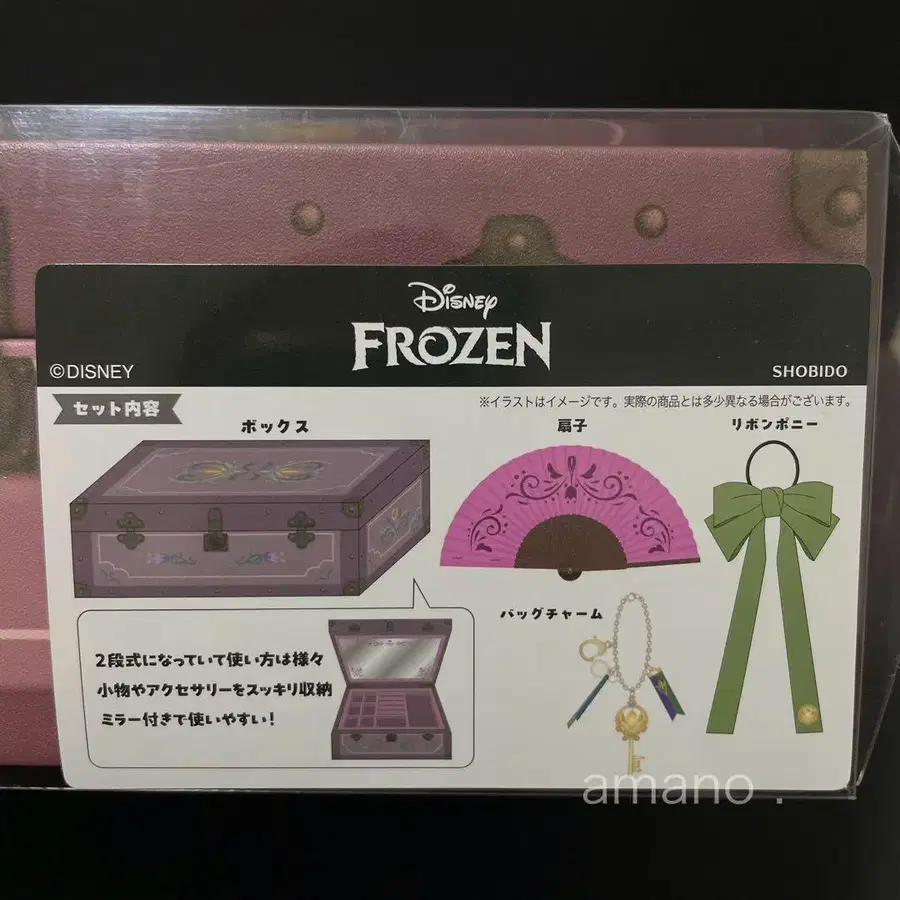 Disney
FROZEN
©DISNEY
SHOBIDO
セット内容
※イラストはイメージです。実際の商品とは多少異なる場合がございます。
ボックス
扇子
リボンポニー
バッグチャーム
2段式になっていて使い方は様々
小物やアクセサリーをスッキリ収納
ミラー付きで使いやすい!
amano .